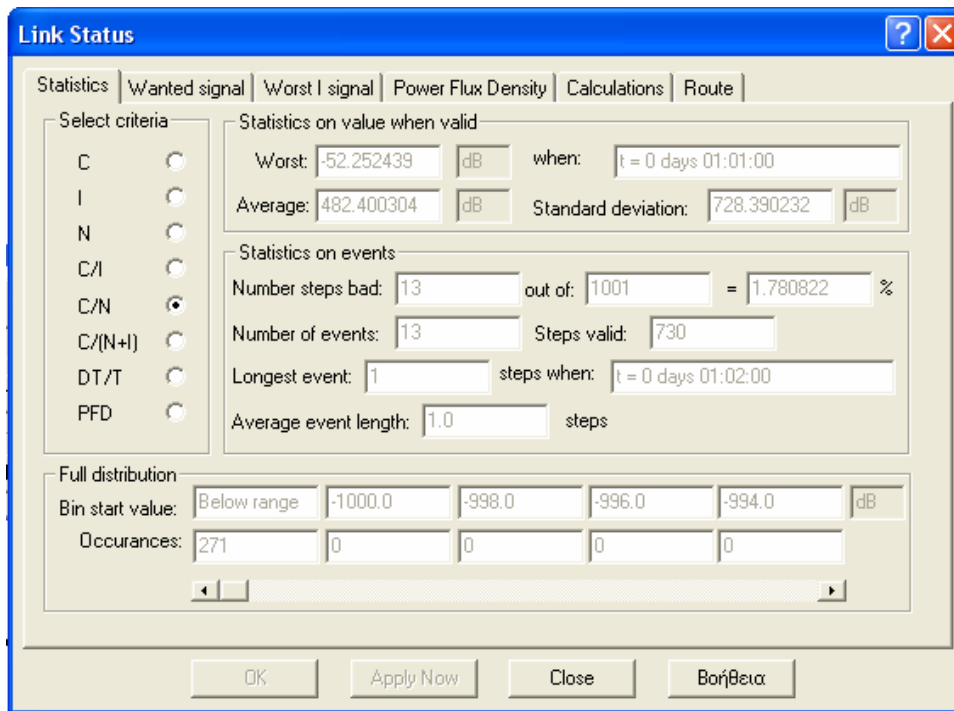 Link Status
Statistics Wanted signal Worst I signal Power Flux Density Calculations Route
Select criteria
C
I
N
C/I
C/N
C/(N+I)
DT/T
PFD
Statistics on value when valid
Worst: -52.252439 dB when: t = 0 days 01:01:00
Average: 482.400304 dB Standard deviation: 728.390232 dB
Statistics on events
Number steps bad: 13 out of: 1001 = 1.780822 %
Number of events: 13 Steps valid: 730
Longest event: 1 steps when: t = 0 days 01:02:00
Average event length: 1.0 steps
Full distribution
Bin start value: Below range -1000.0 -998.0 -996.0 -994.0 dB
Occurances: 271 0 0 0 0
OK Apply Now Close Βοήθεια